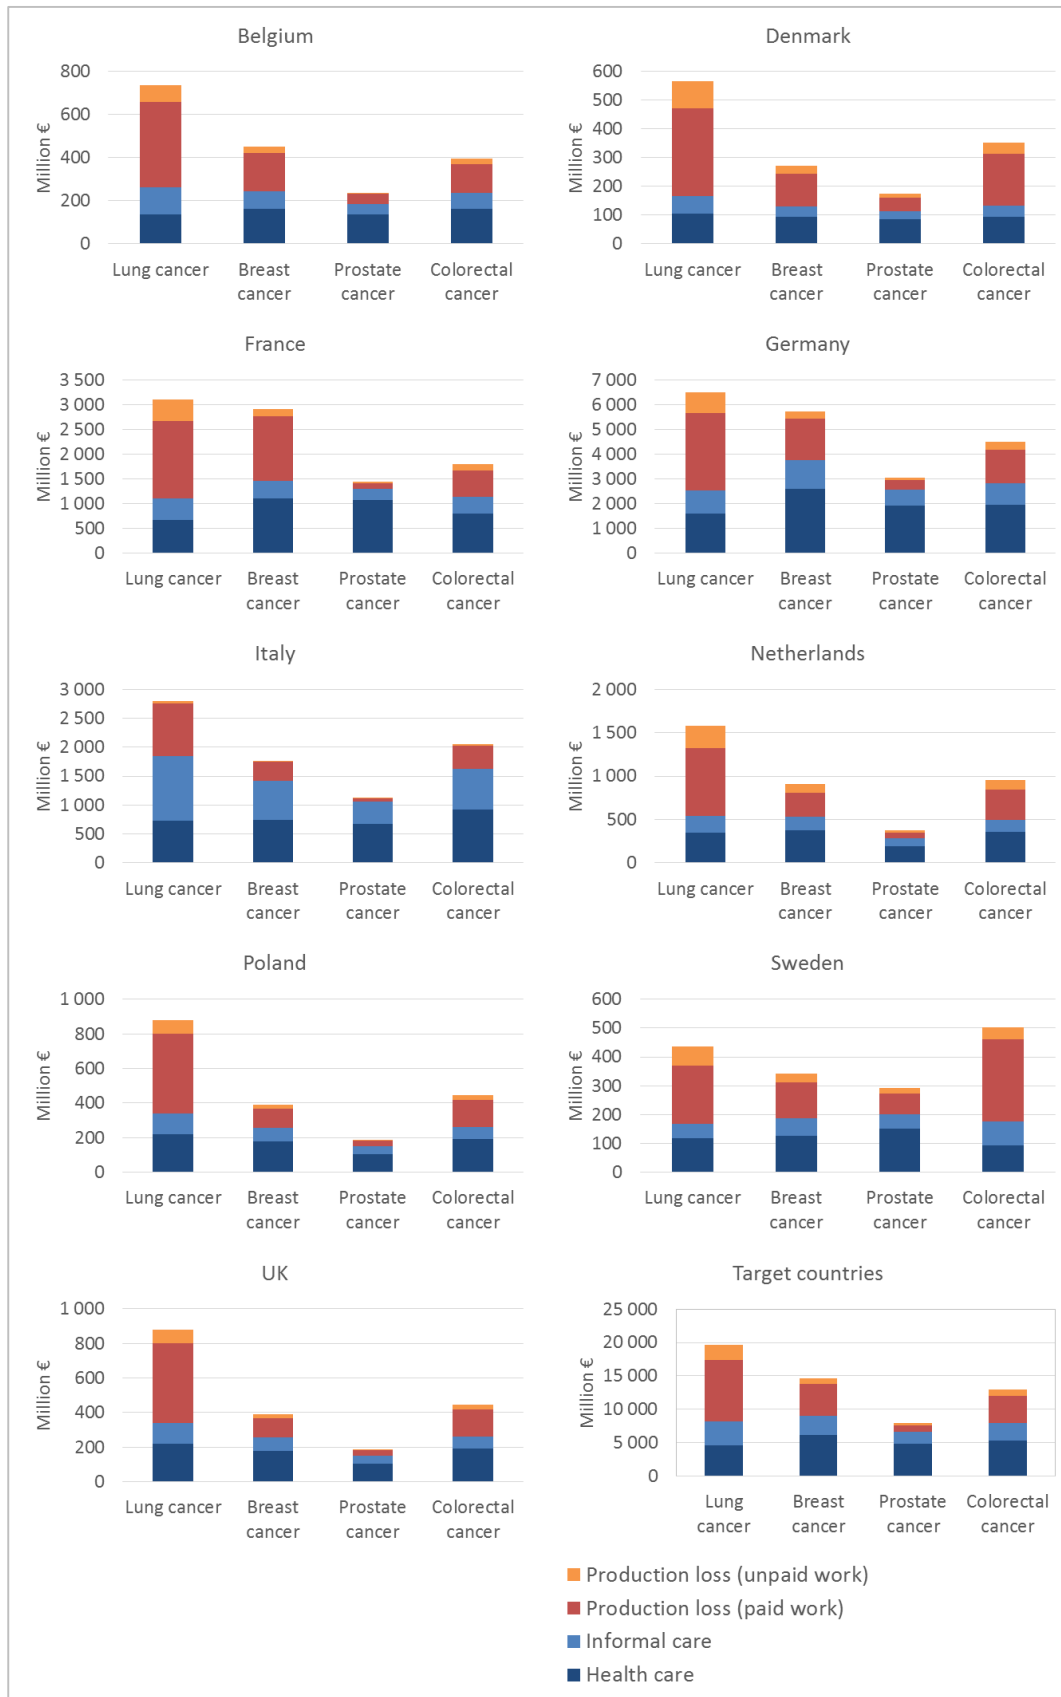 Belgium
800
600
400
200
0
Million €
Lung cancer
Breast
cancer
Prostate
cancer
Colorectal
cancer
Denmark
600
500
400
300
200
100
0
Million €
Lung cancer
Breast
cancer
Prostate
cancer
Colorectal
cancer
France
3 500
3 000
2 500
2 000
1 500
1 000
500
0
Million €
Lung cancer
Breast
cancer
Prostate
cancer
Colorectal
cancer
Germany
7 000
6 000
5 000
4 000
3 000
2 000
1 000
0
Million €
Lung cancer
Breast
cancer
Prostate
cancer
Colorectal
cancer
Italy
3 000
2 500
2 000
1 500
1 000
500
0
Million €
Lung cancer
Breast
cancer
Prostate
cancer
Colorectal
cancer
Netherlands
2 000
1 500
1 000
500
0
Million €
Lung cancer
Breast
cancer
Prostate
cancer
Colorectal
cancer
Poland
1 000
800
600
400
200
0
Million €
Lung cancer
Breast
cancer
Prostate
cancer
Colorectal
cancer
Sweden
600
500
400
300
200
100
0
Million €
Lung cancer
Breast
cancer
Prostate
cancer
Colorectal
cancer
UK
1 000
800
600
400
200
0
Million €
Lung cancer
Breast
cancer
Prostate
cancer
Colorectal
cancer
Target countries
25 000
20 000
15 000
10 000
5 000
0
Million €
Lung
cancer
Breast
cancer
Prostate
cancer
Colorectal
cancer
Production loss (unpaid work)
Production loss (paid work)
Informal care
Health care